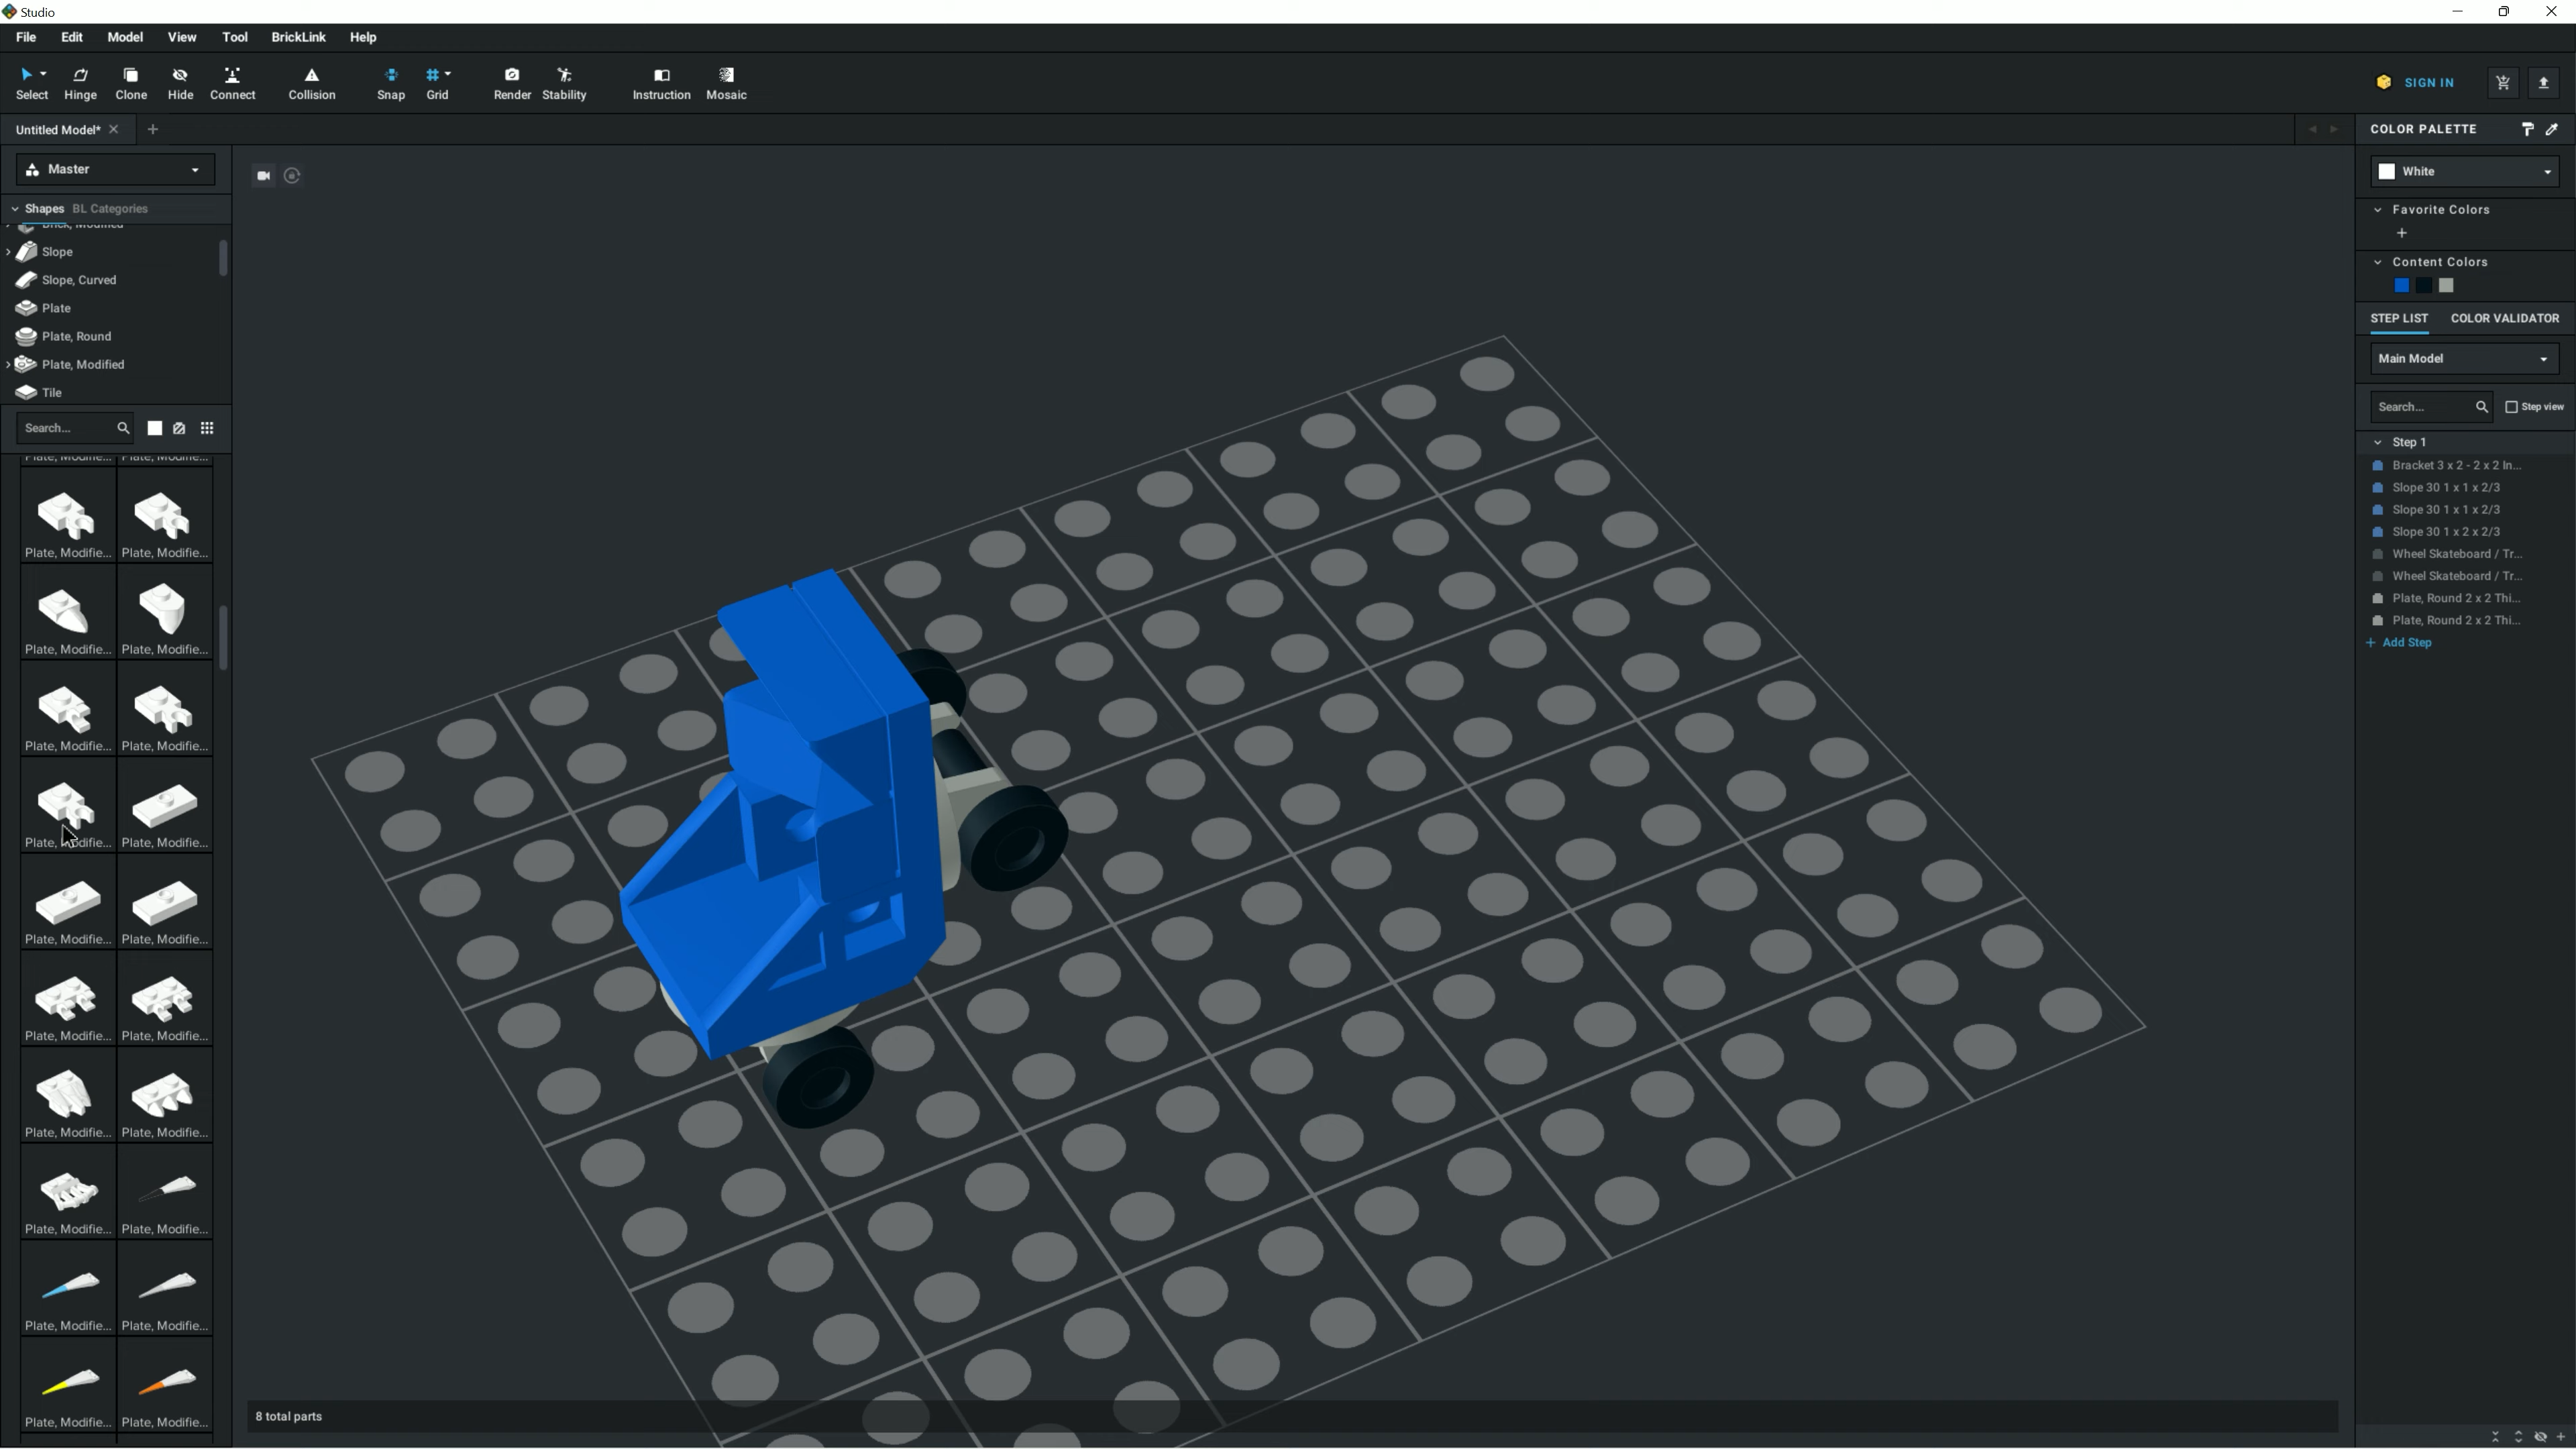 Studio
File Edit Model View Tool BrickLink Help
Select Hinge Clone Hide Connect Collision Snap Grid Render Stability Instruction Mosaic
SIGN IN
Untitled Model*
Master
Shapes BL Categories
Brick, Modified
Slope
Slope, Curved
Plate
Plate, Round
Plate, Modified
Tile
Search...
Plate, Modifie... Plate, Modifie...
Plate, Modifie... Plate, Modifie...
Plate, Modifie... Plate, Modifie...
Plate, Modifie... Plate, Modifie...
Plate, Modifie... Plate, Modifie...
Plate, Modifie... Plate, Modifie...
Plate, Modifie... Plate, Modifie...
Plate, Modifie... Plate, Modifie...
Plate, Modifie... Plate, Modifie...
Plate, Modifie... Plate, Modifie...
Plate, Modifie... Plate, Modifie...
8 total parts
COLOR PALETTE
White
Favorite Colors
+
Content Colors
STEP LIST COLOR VALIDATOR
Main Model
Search... Step view
Step 1
Bracket 3 x 2 - 2 x 2 In...
Slope 30 1 x 1 x 2/3
Slope 30 1 x 1 x 2/3
Slope 30 1 x 2 x 2/3
Wheel Skateboard / Tr...
Wheel Skateboard / Tr...
Plate, Round 2 x 2 Thi...
Plate, Round 2 x 2 Thi...
+ Add Step